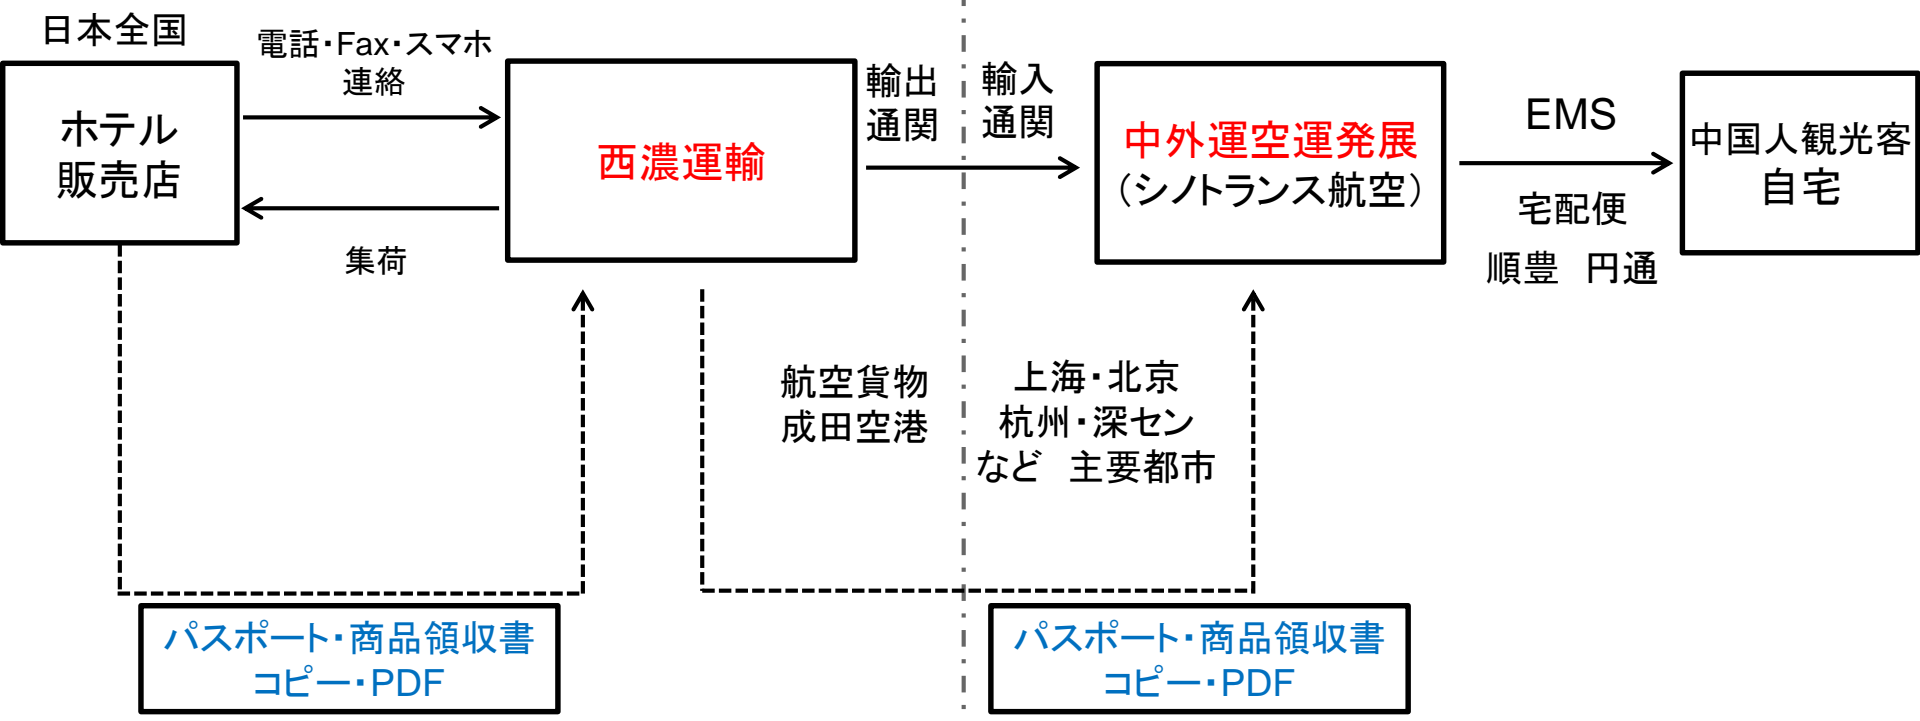 日本全国
ホテル
販売店
電話・Fax・スマホ
連絡
集荷
西濃運輸
輸出
通関
輸入
通関
中外運空運発展
（シノトランス航空）
EMS
宅配便
順豊　円通
中国人観光客
自宅
航空貨物
成田空港
上海・北京
杭州・深セン
など　主要都市
パスポート・商品領収書
コピー・PDF
パスポート・商品領収書
コピー・PDF